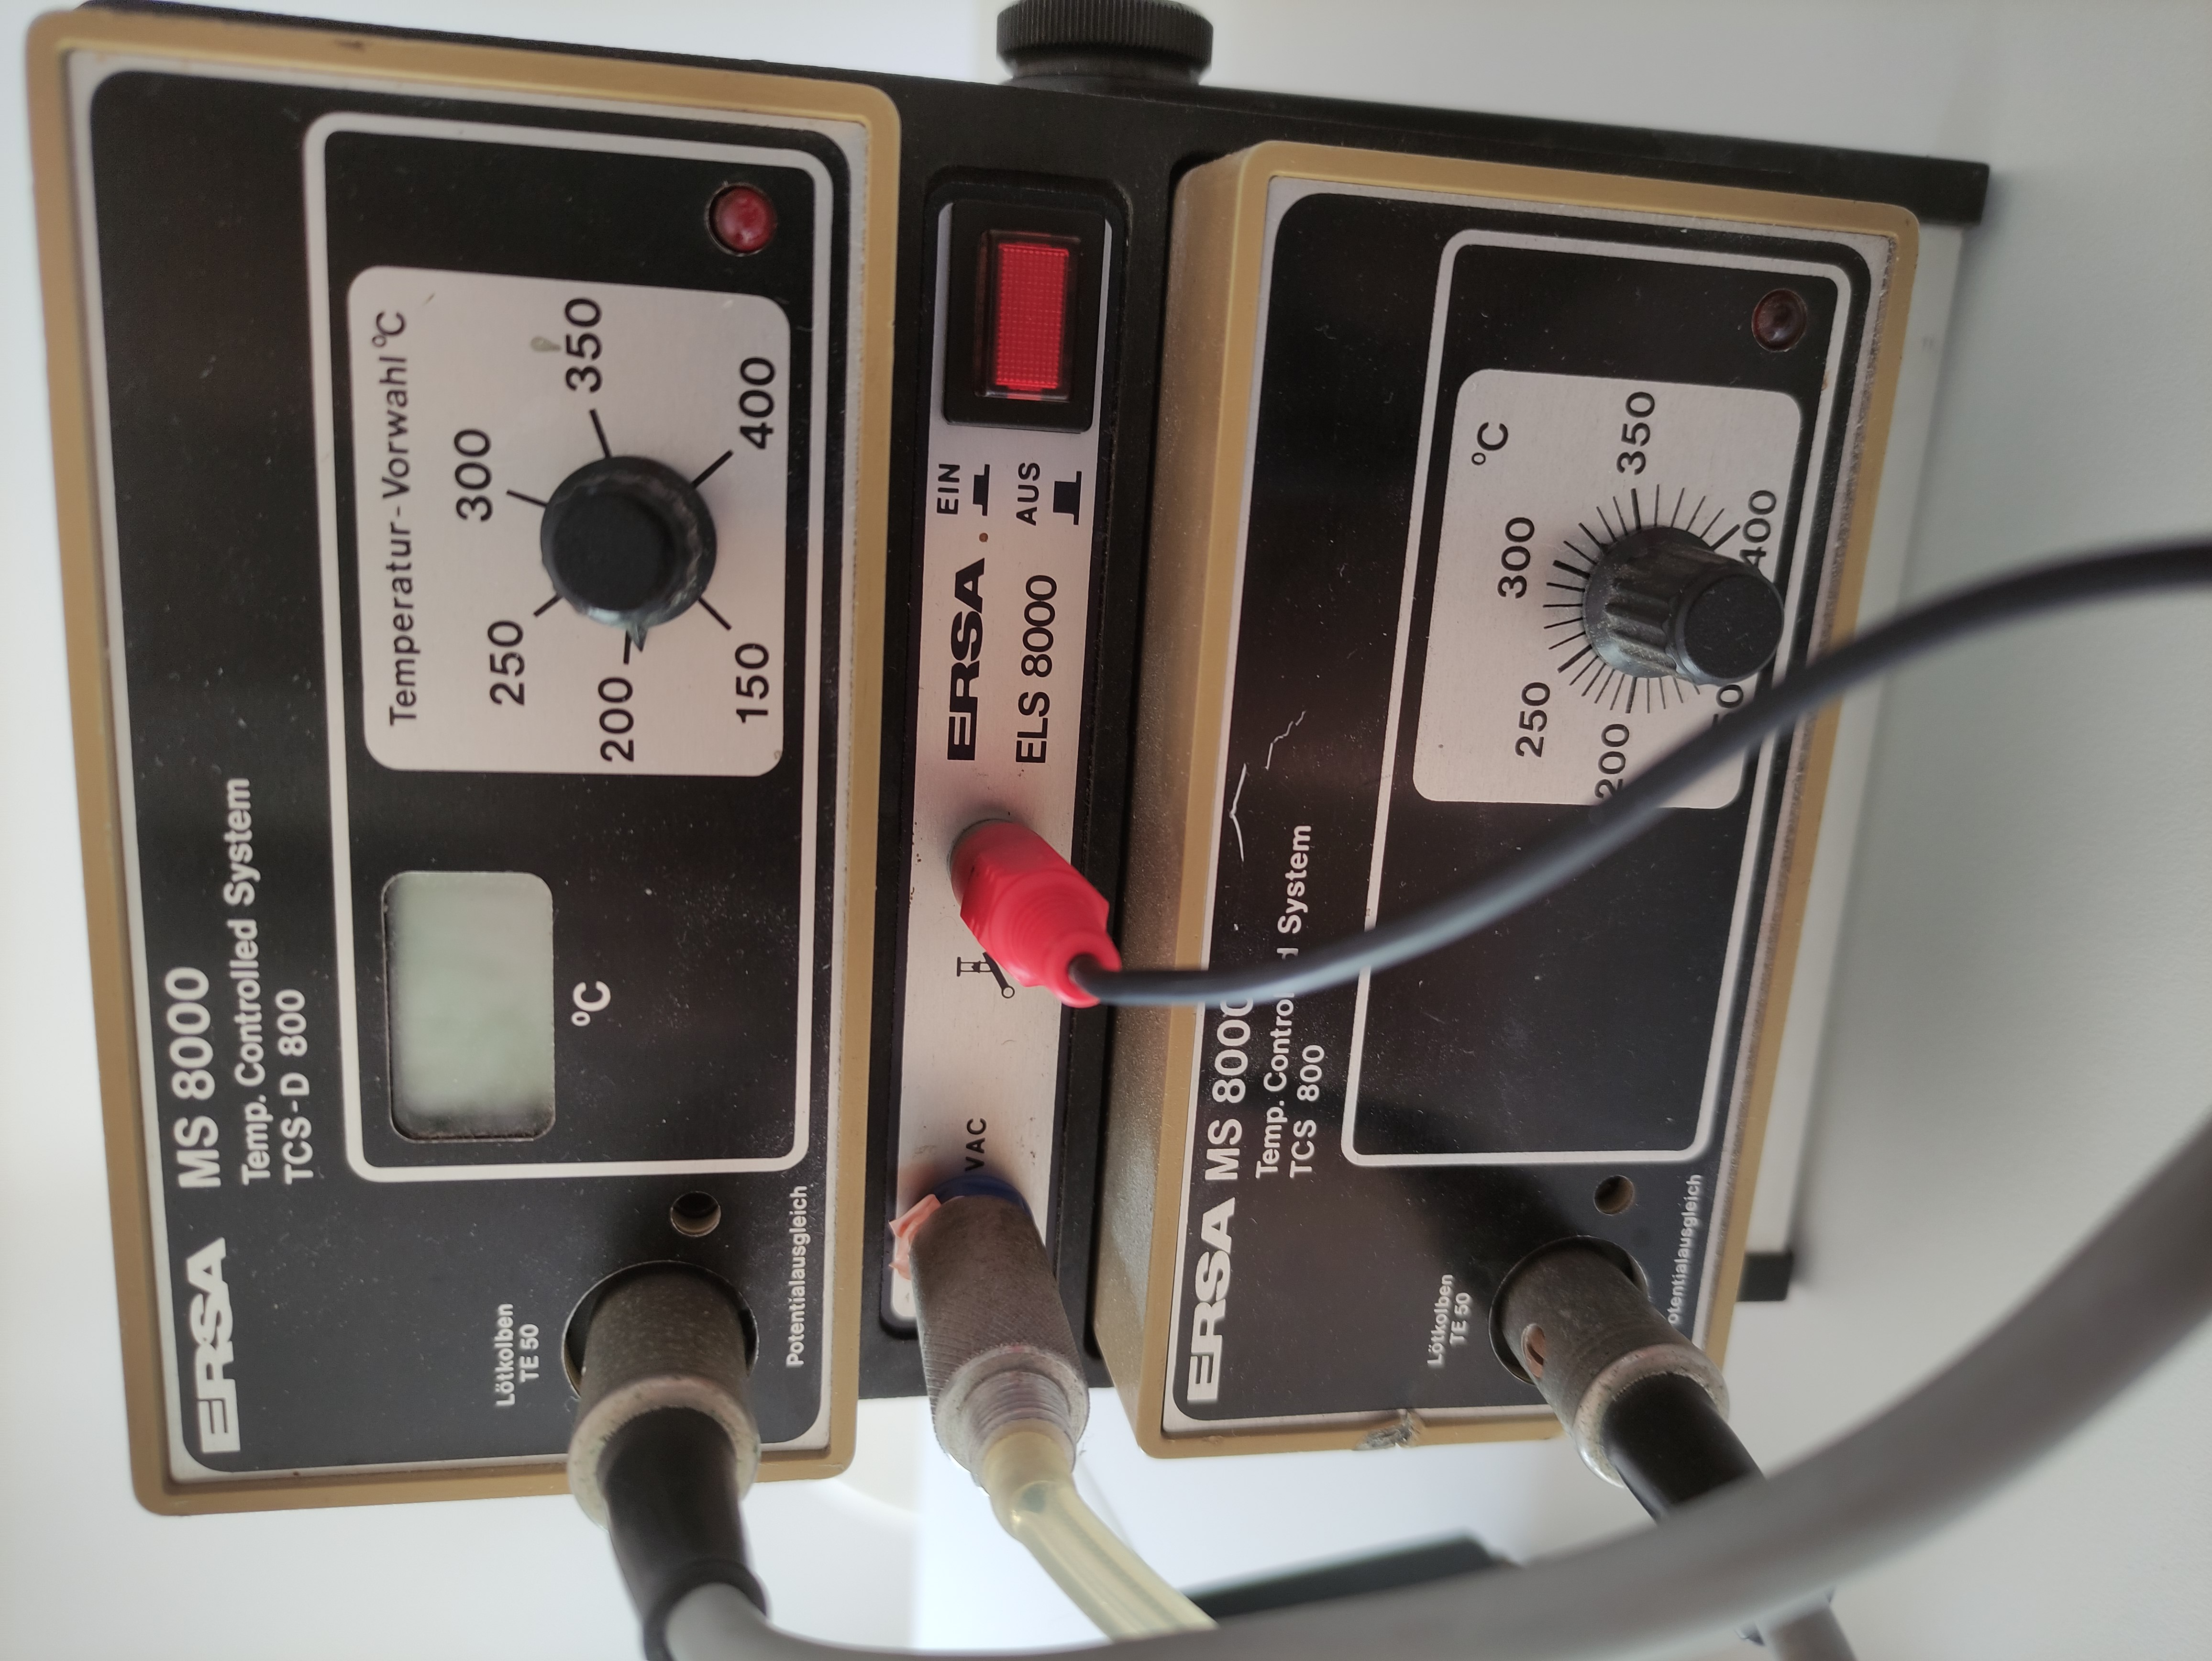 ERSA MS 8000
Temp. Controlled System
TCS-D 800
Temperatur-Vorwahl °C
300
250
350
200
150
400
Lötkolben
TE 50
°C
Potentialausgleich
VAC
ERSA
ELS 8000
EIN
AUS
ERSA MS 8000
Temp. System
TCS 800
Lötkolben
TE 50
°C
300
250
200
350
400